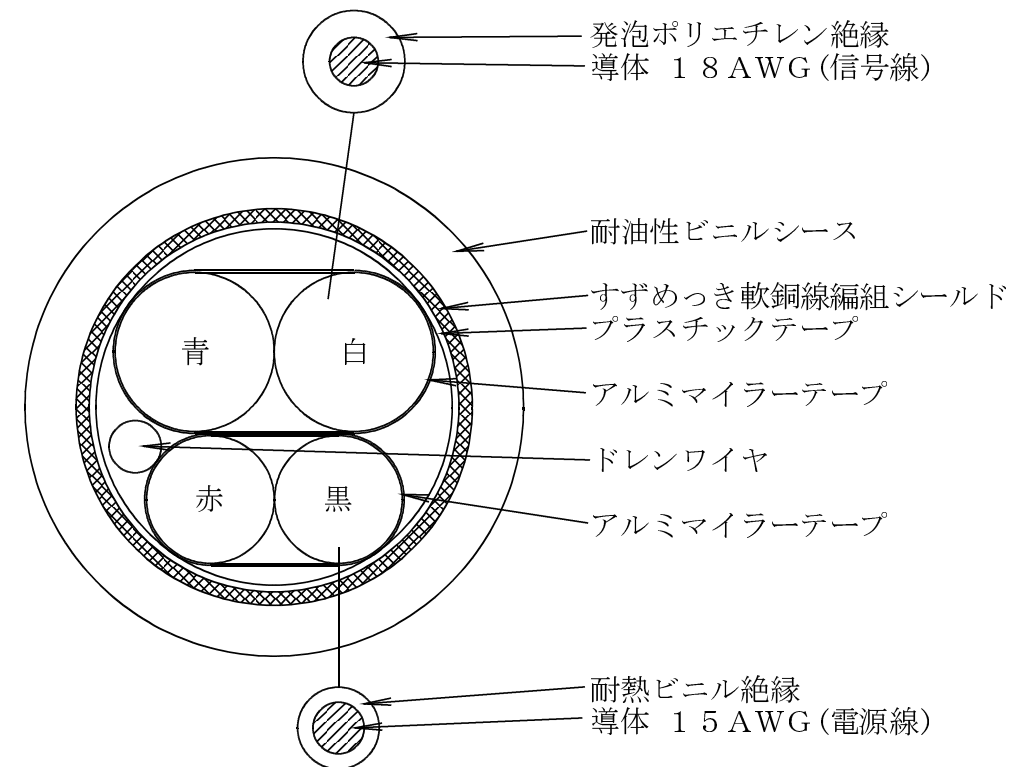 発泡ポリエチレン絶縁
導体 １８ＡＷＧ(信号線)
耐油性ビニルシース
すずめっき軟銅線編組シールド
プラスチックテープ
青
白
アルミマイラーテープ
ドレンワイヤ
赤
黒
アルミマイラーテープ
耐熱ビニル絶縁
導体 １５ＡＷＧ(電源線)